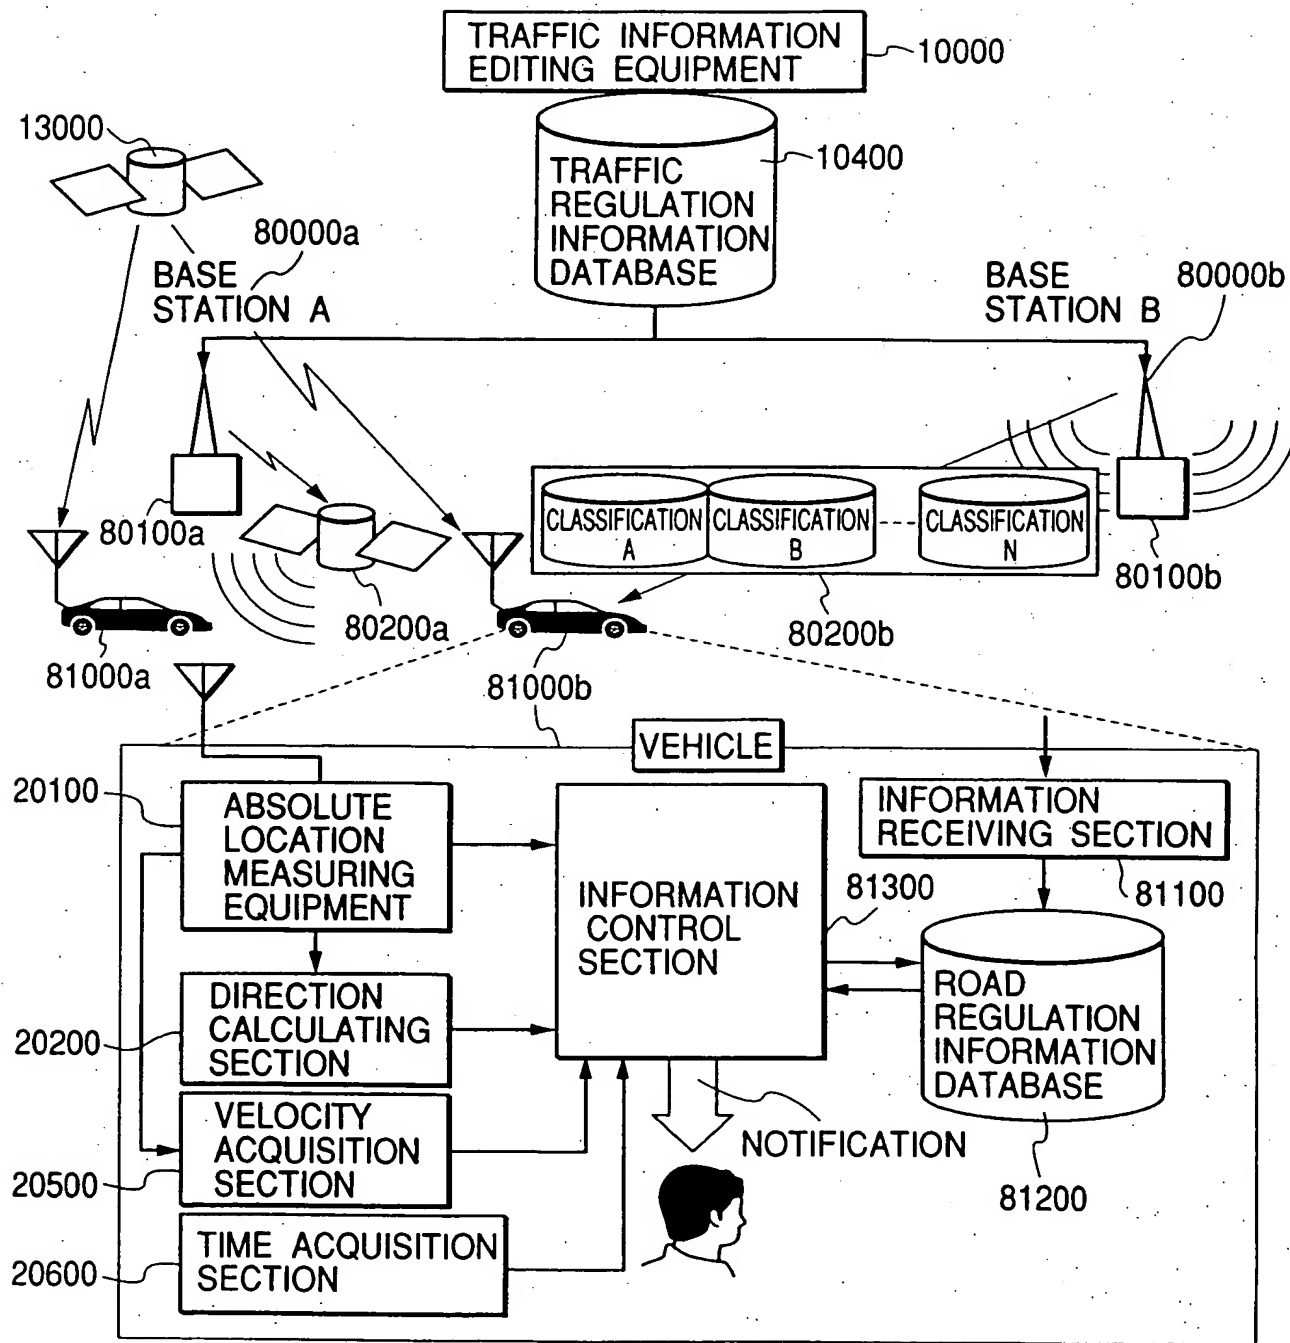 TRAFFIC INFORMATION
EDITING EQUIPMENT
10000
13000
10400
TRAFFIC
REGULATION
INFORMATION
DATABASE
80000a
BASE
STATION A
BASE
STATION B
80000b
CLASSIFICATION
A
CLASSIFICATION
B
CLASSIFICATION
N
80100a
80100b
80200a
80200b
81000a
81000b
VEHICLE
20100
ABSOLUTE
LOCATION
MEASURING
EQUIPMENT
INFORMATION
RECEIVING SECTION
81100
81300
INFORMATION
CONTROL
SECTION
20200
DIRECTION
CALCULATING
SECTION
ROAD
REGULATION
INFORMATION
DATABASE
20500
VELOCITY
ACQUISITION
SECTION
NOTIFICATION
81200
20600
TIME ACQUISITION
SECTION